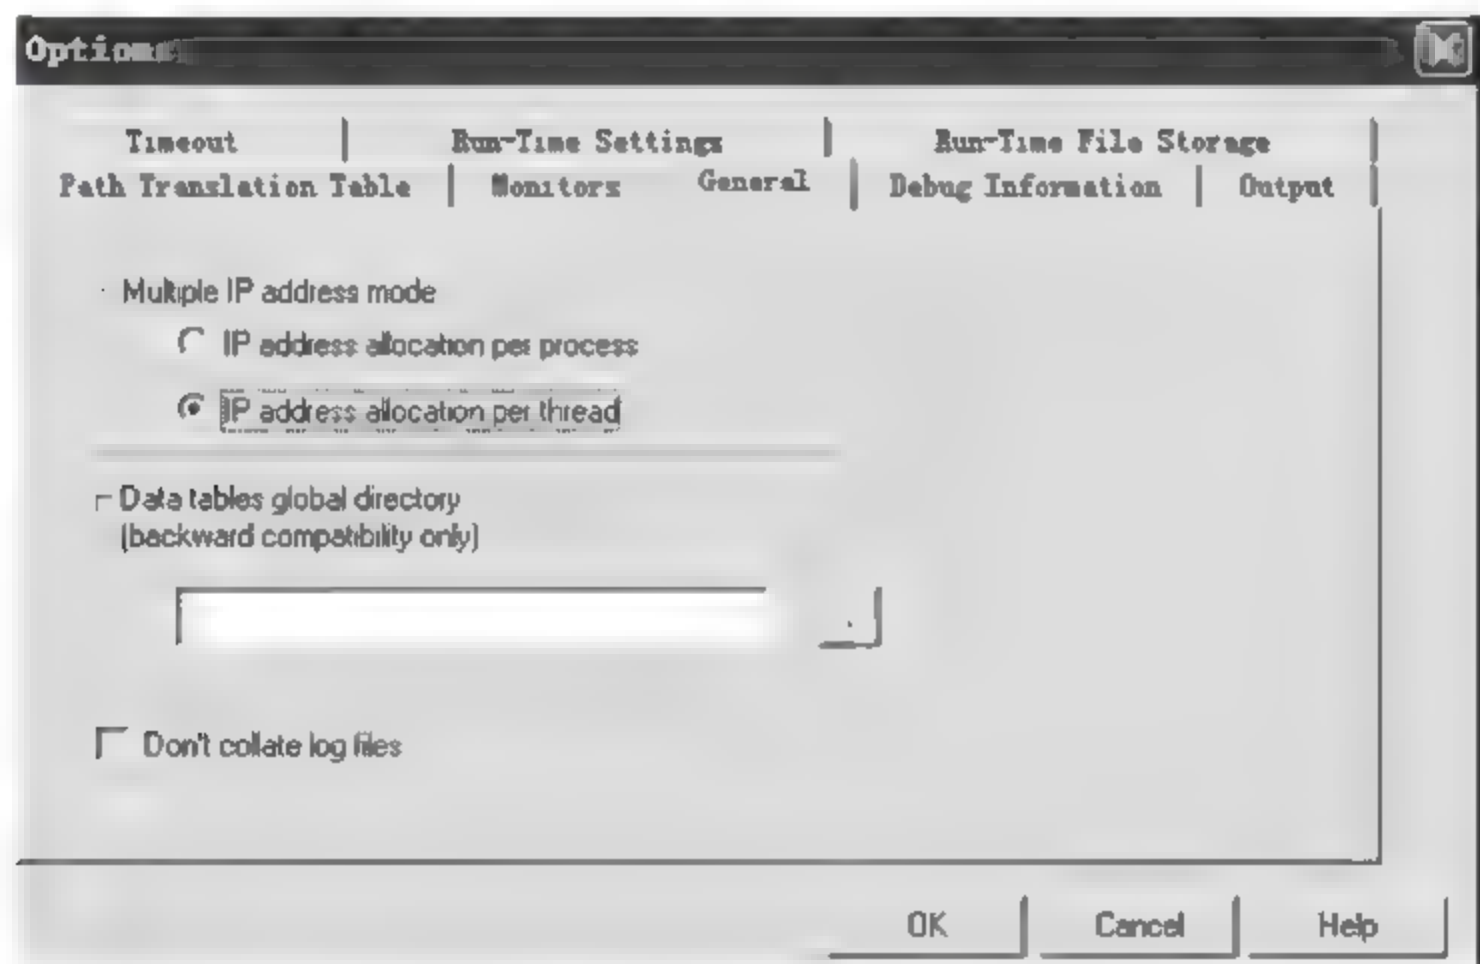 Options
Timeout Run-Time Settings Run-Time File Storage
Path Translation Table Monitors General Debug Information Output
Multiple IP address mode
IP address allocation per process
IP address allocation per thread
Data tables global directory
(backward compatibility only)
Don't collate log files
OK Cancel Help